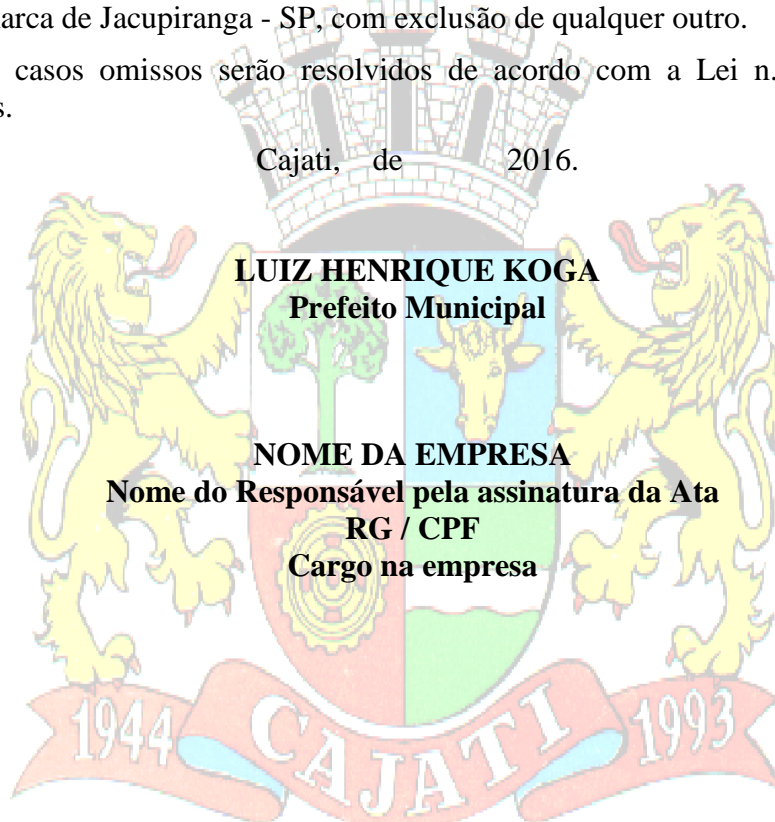 arca de Jacupiranga - SP, com exclusão de qualquer outro.
casos omissos serão resolvidos de acordo com a Lei n.
s.
Cajati, de 2016.
LUIZ HENRIQUE KOGA
Prefeito Municipal
NOME DA EMPRESA
Nome do Responsável pela assinatura da Ata
RG / CPF
Cargo na empresa
1944 CAJATI 1993